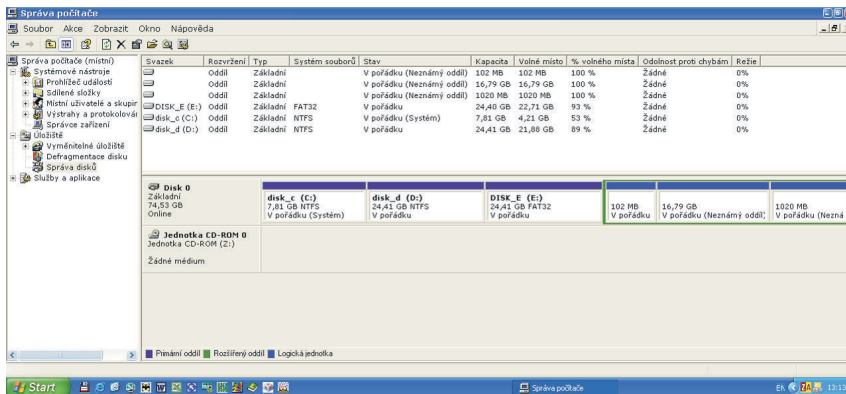 Správa počítače
Soubor Akce Zobrazit Okno Nápověda
Správa počítače (místní)
Systémové nástroje
Prohlížeč událostí
Sdílené složky
Místní uživatelé a skupir
Výstrahy a protokolovár
Správce zařízení
Úložiště
Vyměnitelné úložiště
Defragmentace disku
Správa disků
Služby a aplikace
Svazek Rozvržení Typ Systém souborů Stav Kapacita Volné místo % volného místa Odolnost proti chybám Režie
Oddíl Základní V pořádku (Neznámý oddíl) 102 MB 102 MB 100 % Žádné 0%
Oddíl Základní V pořádku (Neznámý oddíl) 16,79 GB 16,79 GB 100 % Žádné 0%
Oddíl Základní V pořádku (Neznámý oddíl) 1020 MB 1020 MB 100 % Žádné 0%
DISK_E (E:) Oddíl Základní FAT32 V pořádku 24,40 GB 22,71 GB 93 % Žádné 0%
disk_c (C:) Oddíl Základní NTFS V pořádku (Systém) 7,81 GB 4,21 GB 53 % Žádné 0%
disk_d (D:) Oddíl Základní NTFS V pořádku 24,41 GB 21,88 GB 89 % Žádné 0%
Disk 0
Základní
74,53 GB
Online
disk_c (C:)
7,81 GB NTFS
V pořádku (Systém)
disk_d (D:)
24,41 GB NTFS
V pořádku
DISK_E (E:)
24,41 GB FAT32
V pořádku
102 MB
V pořádku
16,79 GB
V pořádku (Neznámý oddíl)
1020 MB
V pořádku (Nezná
Jednotka CD-ROM 0
Jednotka CD-ROM (Z:)
Žádné médium
Primární oddíl Rozšířený oddíl Logická jednotka
Start Správa počítače EN 13:13